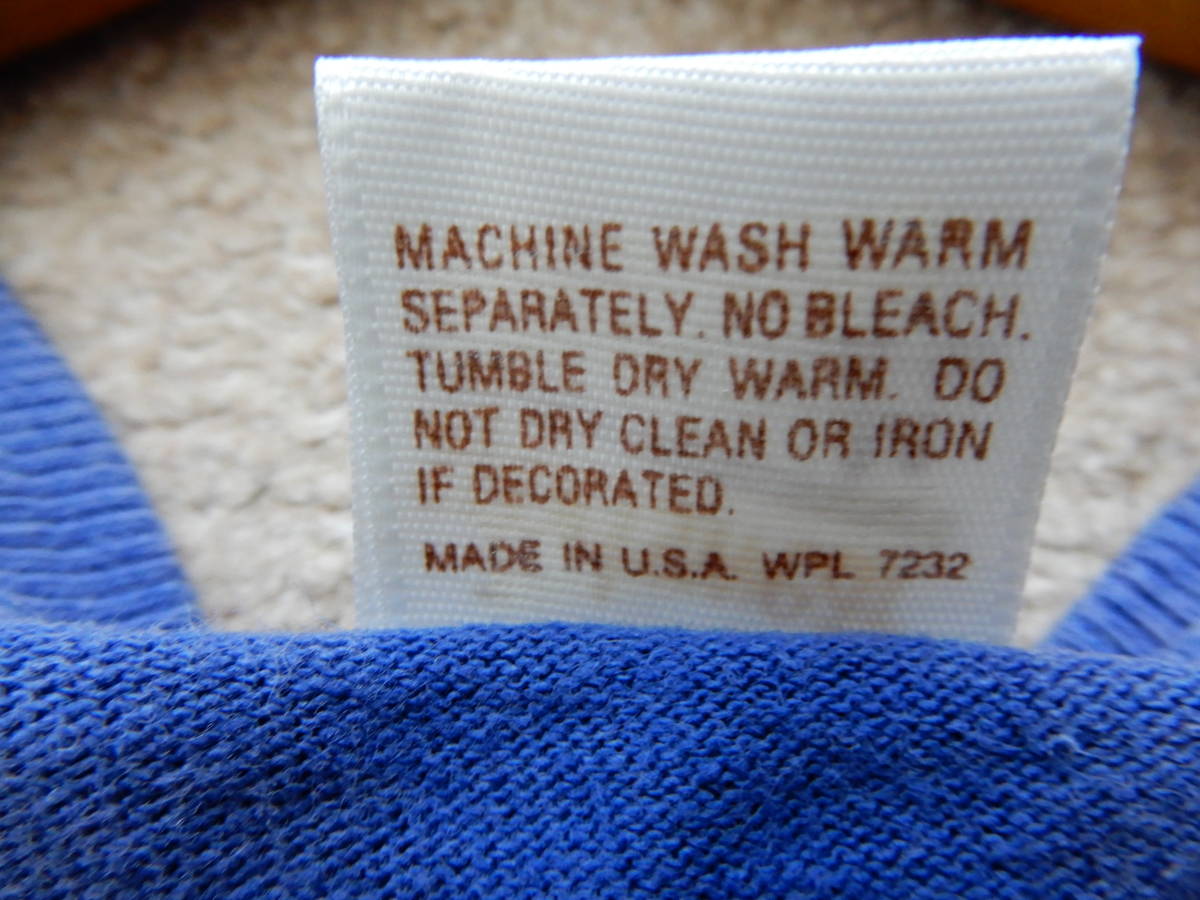 MACHINE WASH WARM
SEPARATELY. NO BLEACH.
TUMBLE DRY WARM. DO
NOT DRY CLEAN OR IRON
IF DECORATED.
MADE IN U.S.A. WPL 7232